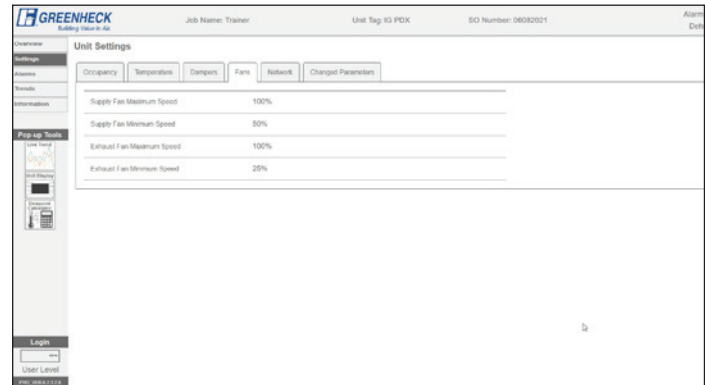 GREENHECK
Building Value in Air.
Job Name: Trainer
Unit Tag: IG PDX
SO Number: 08082021
Alarm
Overview
Settings
Alarms
Trends
Information
Unit Settings
Occupancy
Temperatures
Dampers
Fans
Network
Changed Parameters
Supply Fan Maximum Speed 100%
Supply Fan Minimum Speed 50%
Exhaust Fan Maximum Speed 100%
Exhaust Fan Minimum Speed 25%
Pop-up Tools
Live Trend
Unit Display
Login
User Level